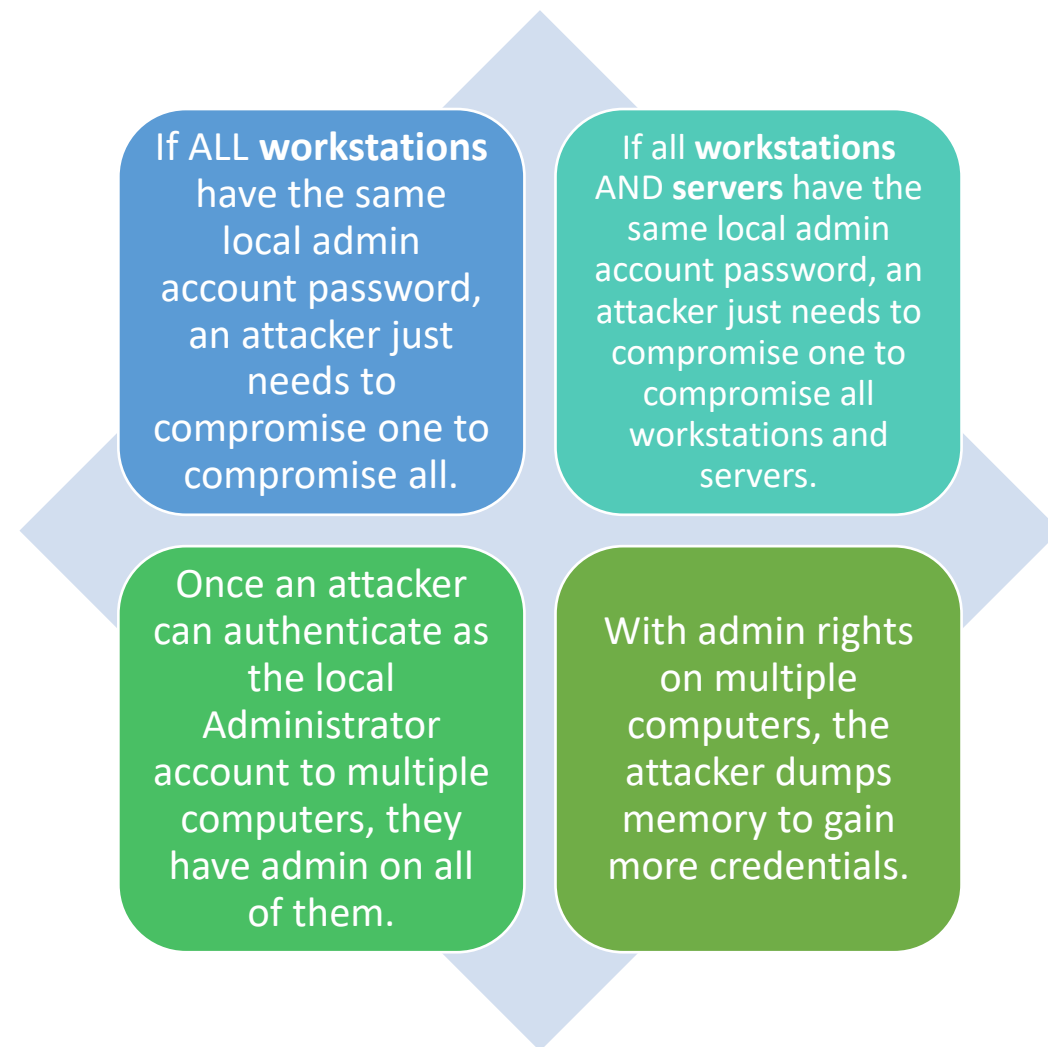 If ALL workstations
have the same
local admin
account password,
an attacker just
needs to
compromise one to
compromise all.
If all workstations
AND servers have the
same local admin
account password, an
attacker just needs to
compromise one to
compromise all
workstations and
servers.
Once an attacker
can authenticate as
the local
Administrator
account to multiple
computers, they
have admin on all
of them.
With admin rights
on multiple
computers, the
attacker dumps
memory to gain
more credentials.